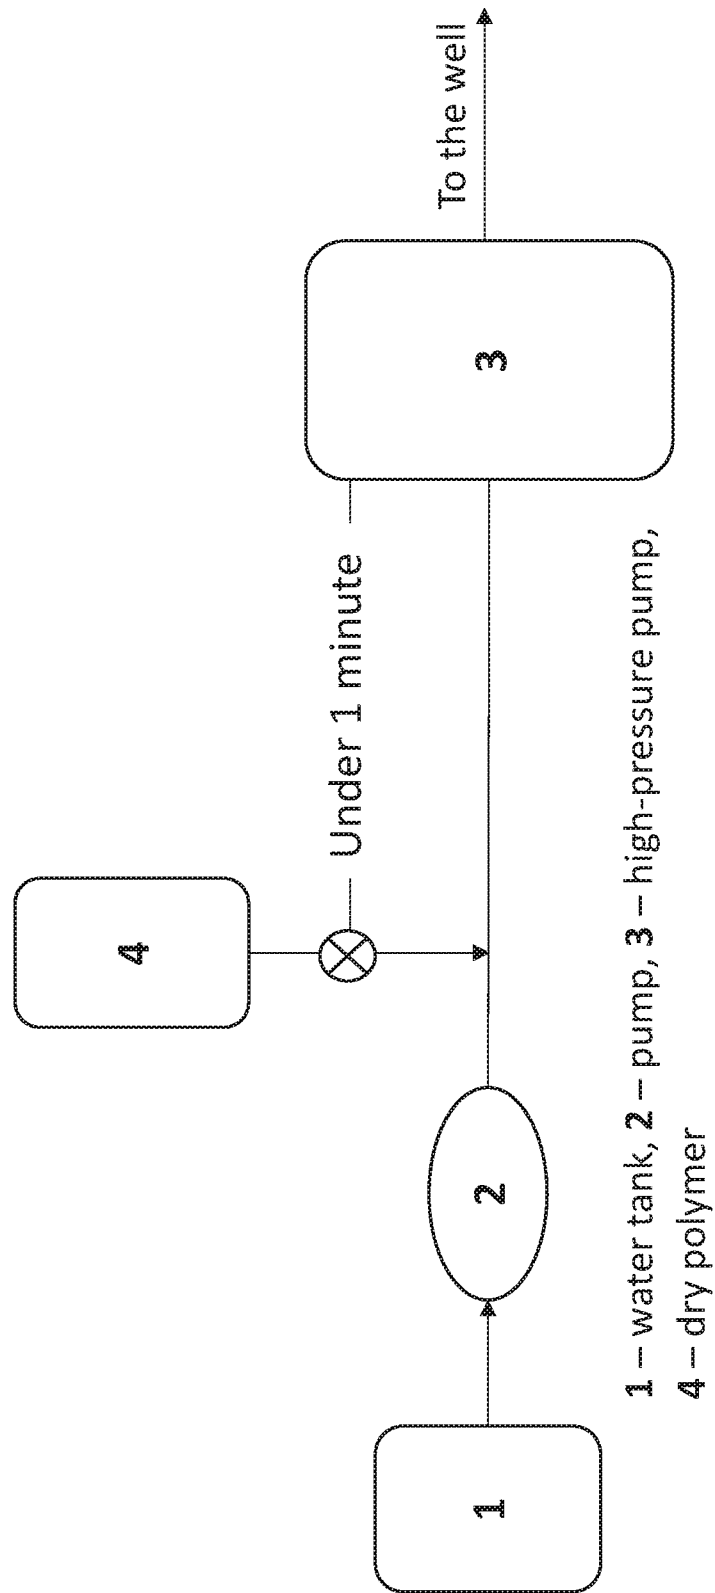 4
Under 1 minute
To the well
1
2
3
1 – water tank, 2 – pump, 3 – high-pressure pump,
4 – dry polymer